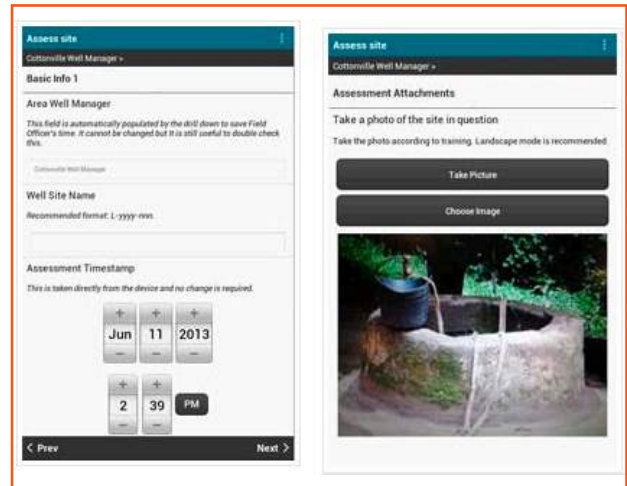 Assess site
Cottonville Well Manager »
Basic Info 1
Area Well Manager
This field is automatically populated by the drill down to save Field
Officer's time. It cannot be changed but it is still useful to double check
this.
Cottonville Well Manager
Well Site Name
Recommended format: L-yyyy-nnn.
Assessment Timestamp
This is taken directly from the device and no change is required.
+ + +
Jun 11 2013
− − −
+ +
2 39 PM
− −
< Prev Next >
Assess site
Cottonville Well Manager »
Assessment Attachments
Take a photo of the site in question
Take the photo according to training. Landscape mode is recommended
Take Picture
Choose Image